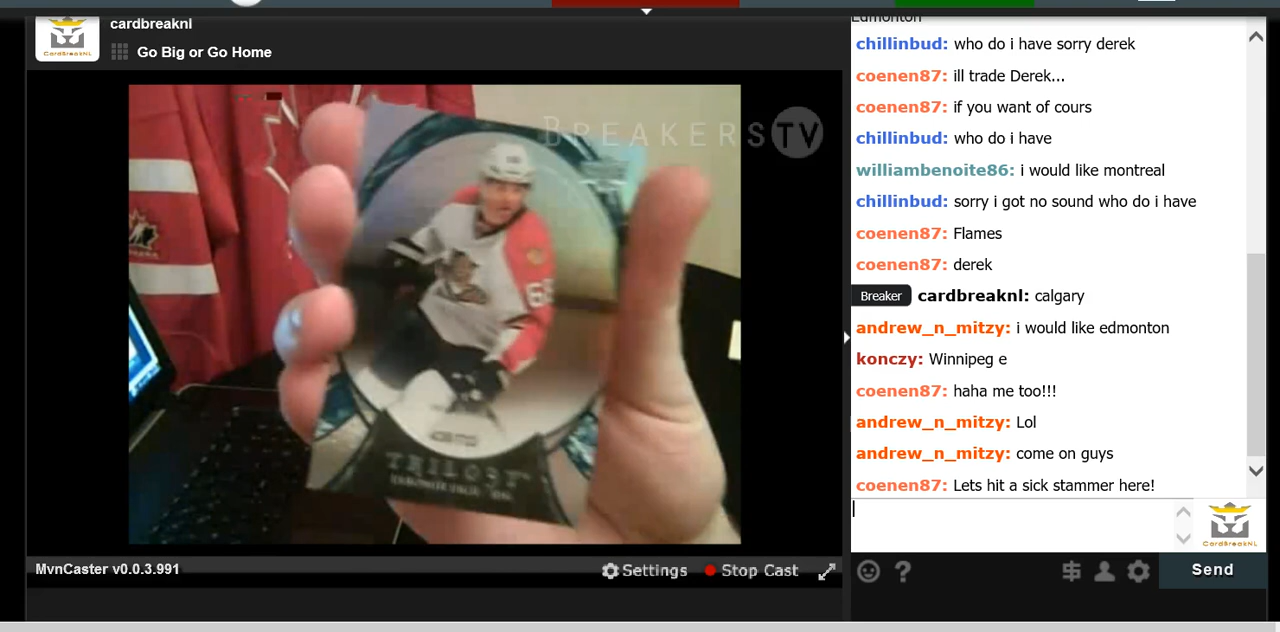 cardbreaknl
Go Big or Go Home
CardBreakNL
BREAKERSTV
68
TRILOGY
MvnCaster v0.0.3.991
Settings
Stop Cast
Edmonton
chillinbud: who do i have sorry derek
coenen87: ill trade Derek...
coenen87: if you want of cours
chillinbud: who do i have
williambenoite86: i would like montreal
chillinbud: sorry i got no sound who do i have
coenen87: Flames
coenen87: derek
Breaker cardbreaknl: calgary
andrew_n_mitzy: i would like edmonton
konczy: Winnipeg e
coenen87: haha me too!!!
andrew_n_mitzy: Lol
andrew_n_mitzy: come on guys
coenen87: Lets hit a sick stammer here!
CardBreakNL
Send